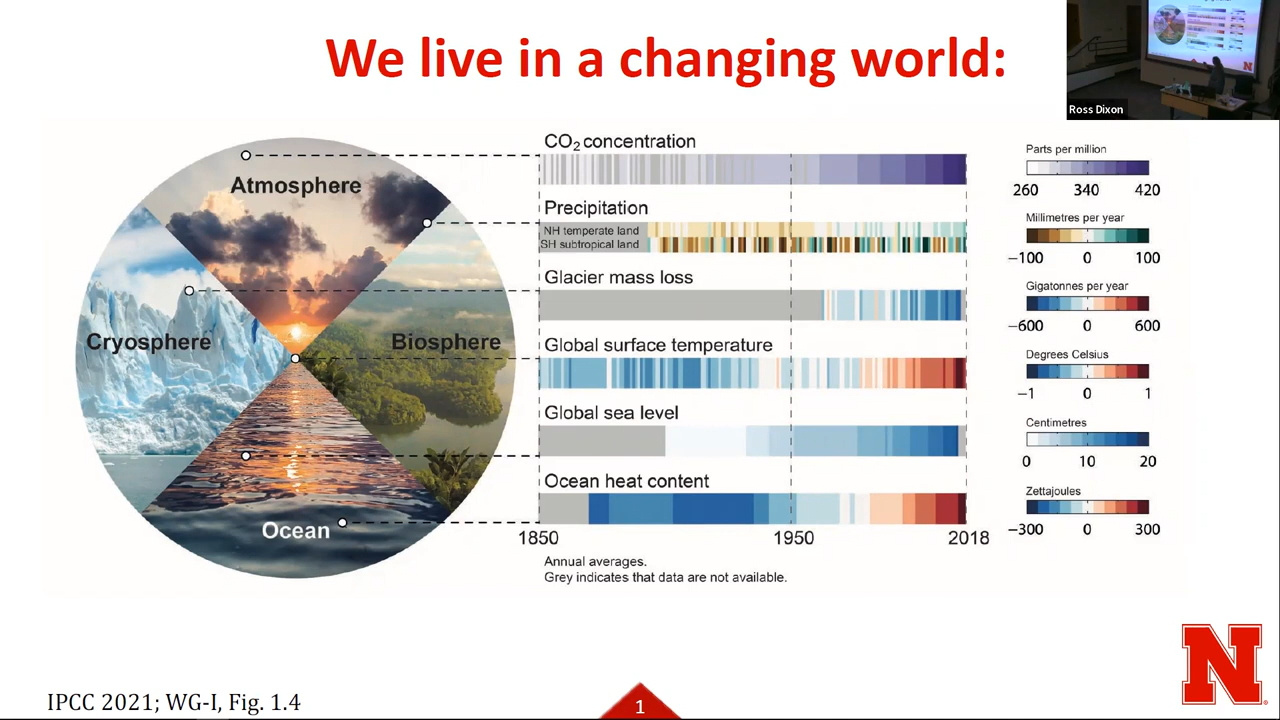 We live in a changing world:
Ross Dixon
Atmosphere
Cryosphere
Biosphere
Ocean
CO₂ concentration
Precipitation
NH temperate land
SH subtropical land
Glacier mass loss
Global surface temperature
Global sea level
Ocean heat content
1850 1950 2018
Annual averages.
Grey indicates that data are not available.
Parts per million
260 340 420
Millimetres per year
−100 0 100
Gigatonnes per year
−600 0 600
Degrees Celsius
−1 0 1
Centimetres
0 10 20
Zettajoules
−300 0 300
IPCC 2021; WG-I, Fig. 1.4
1
N